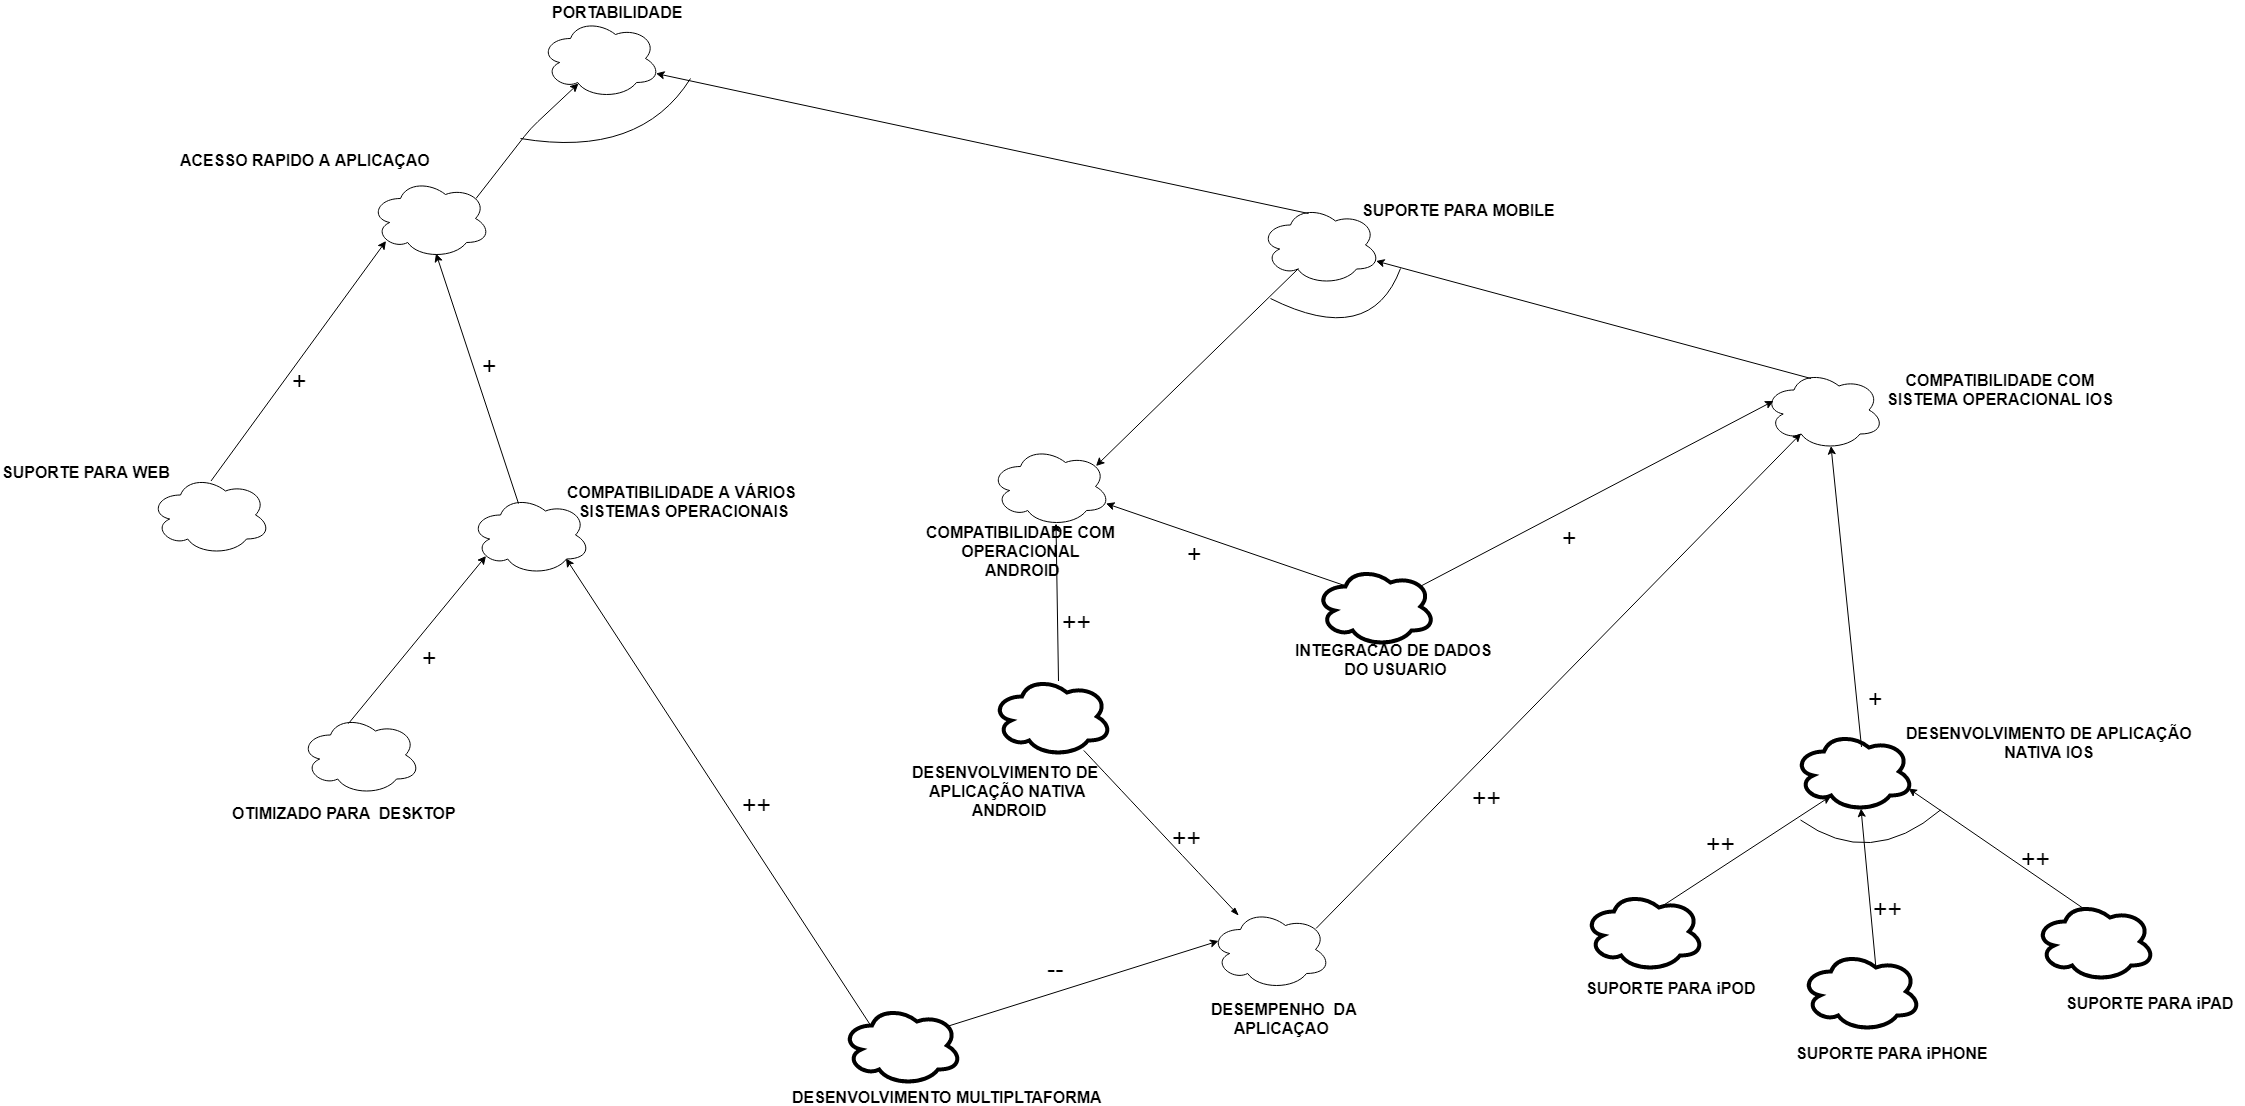 PORTABILIDADE
ACESSO RAPIDO A APLICAÇAO
SUPORTE PARA MOBILE
+
+
COMPATIBILIDADE COM
SISTEMA OPERACIONAL IOS
SUPORTE PARA WEB
COMPATIBILIDADE A VÁRIOS
SISTEMAS OPERACIONAIS
COMPATIBILIDADE COM
OPERACIONAL
ANDROID
+
+
++
+
INTEGRACAO DE DADOS
DO USUARIO
+
DESENVOLVIMENTO DE APLICAÇÃO
NATIVA IOS
DESENVOLVIMENTO DE
APLICAÇÃO NATIVA
ANDROID
OTIMIZADO PARA  DESKTOP
++
++
++
++
++
++
--
SUPORTE PARA iPOD
SUPORTE PARA iPAD
DESEMPENHO  DA
APLICAÇAO
SUPORTE PARA iPHONE
DESENVOLVIMENTO MULTIPLTAFORMA